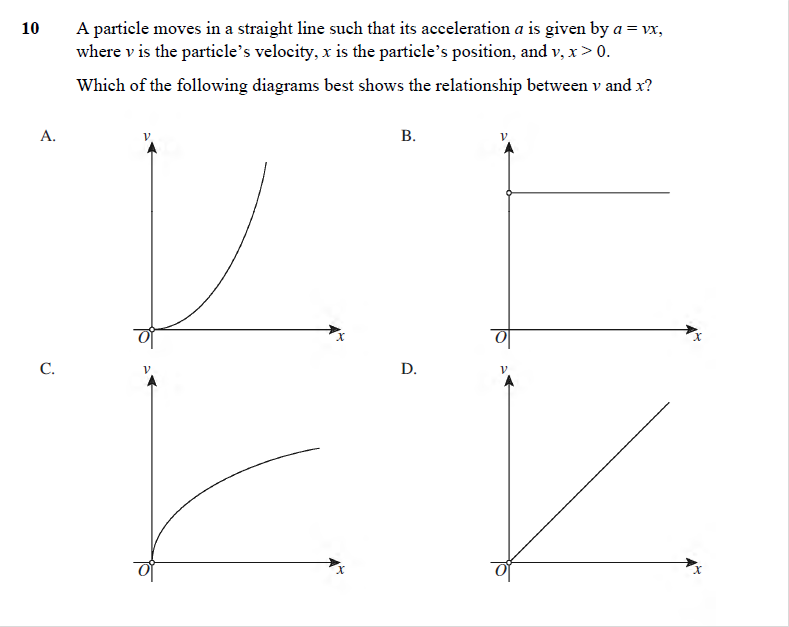 10 A particle moves in a straight line such that its acceleration a is given by a = vx,
where v is the particle's velocity, x is the particle's position, and v, x > 0.
Which of the following diagrams best shows the relationship between v and x?
A. v
O x
B. v
O x
C. v
O x
D. v
O x